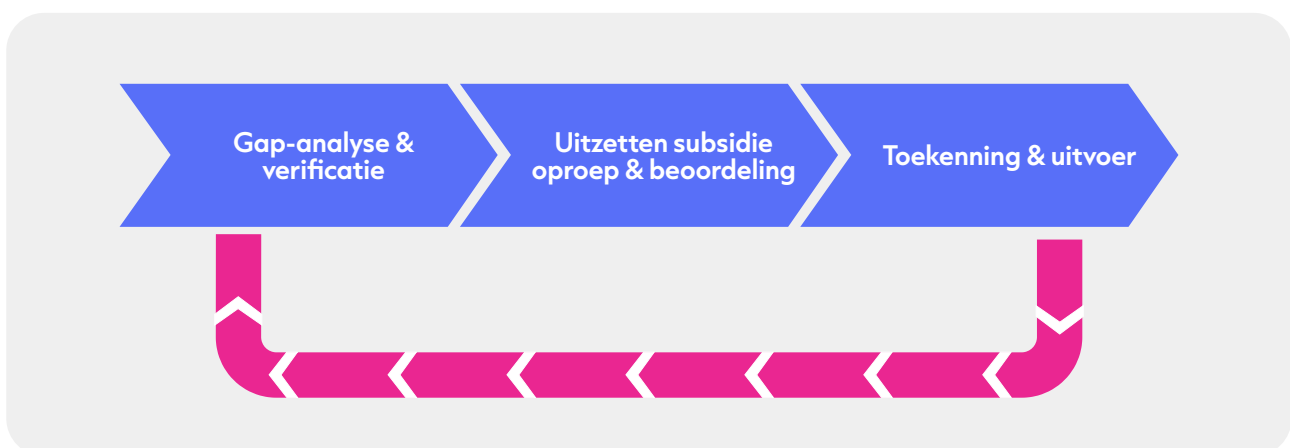 Gap-analyse &
verificatie
Uitzetten subsidie
oproep & beoordeling
Toekenning & uitvoer